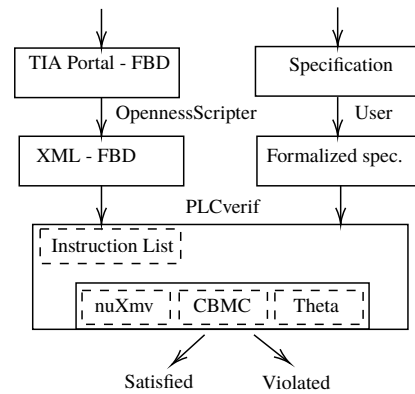 TIA Portal - FBD
Specification
OpennessScripter
User
XML - FBD
Formalized spec.
PLCverif
Instruction List
nuXmv
CBMC
Theta
Satisfied
Violated